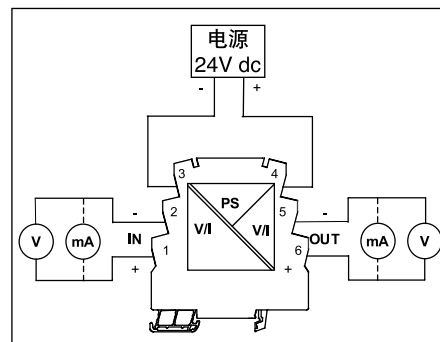 电源
24V dc
- +
3 4
PS
2 5
- -
V mA IN V/I V/I OUT mA V
1 6
+ +